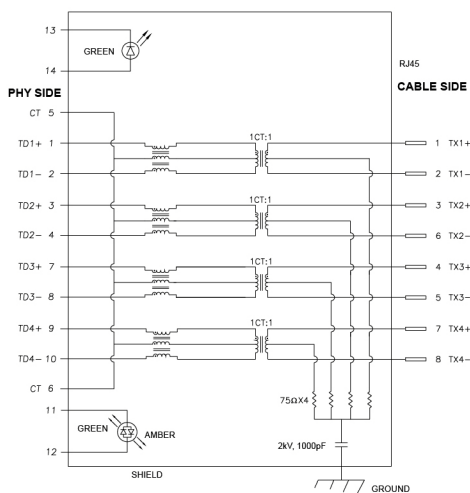 13
GREEN
14
RJ45
PHY SIDE
CABLE SIDE
CT 5
1CT:1
TD1+ 1
1 TX1+
TD1- 2
2 TX1-
1CT:1
TD2+ 3
3 TX2+
TD2- 4
6 TX2-
1CT:1
TD3+ 7
4 TX3+
TD3- 8
5 TX3-
1CT:1
TD4+ 9
7 TX4+
TD4- 10
8 TX4-
CT 6
75ΩX4
11
GREEN
AMBER
2kV, 1000pF
12
SHIELD
GROUND